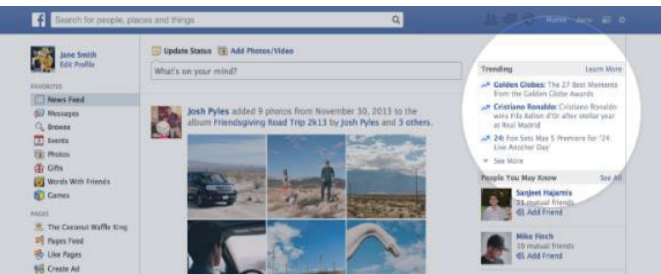 f
Search for people, places and things
Home
Jane Smith
Edit Profile
Update Status
Add Photos/Video
What's on your mind?
FAVORITES
News Feed
Messages
Browse
Events
Photos
Gifts
Words With Friends
Games
PAGES
The Coconut Waffle King
Pages Feed
Like Pages
Create Ad
Josh Pyles added 9 photos from November 30, 2013 to the
album Friendsgiving Road Trip 2k13 by Josh Pyles and 3 others.
Trending
Learn More
Golden Globes: The 27 Best Moments
from the Golden Globe Awards
Cristiano Ronaldo: Cristiano Ronaldo
wins Fifa Ballon d'Or after stellar year
at Real Madrid
24: Fox Sets May 5 Premiere for '24:
Live Another Day'
See More
People You May Know
See All
Sanjeet Hajarnis
21 mutual friends
Add Friend
Mike Finch
10 mutual friends
Add Friend